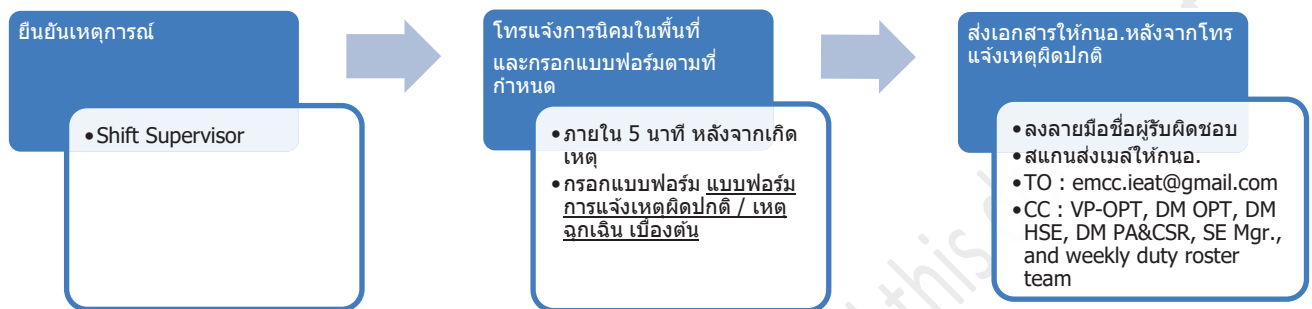 ยืนยันเหตุการณ์
•Shift Supervisor
โทรแจ้งการนิคมในพื้นที่
และกรอกแบบฟอร์มตามที่
กำหนด
•ภายใน 5 นาที หลังจากเกิด
เหตุ
•กรอกแบบฟอร์ม แบบฟอร์ม
การแจ้งเหตุผิดปกติ / เหตุ
ฉุกเฉิน เบื้องต้น
ส่งเอกสารให้กนอ.หลังจากโทร
แจ้งเหตุผิดปกติ
•ลงลายมือชื่อผู้รับผิดชอบ
•สแกนส่งเมล์ให้กนอ.
•TO : emcc.ieat@gmail.com
•CC : VP-OPT, DM OPT, DM
HSE, DM PA&CSR, SE Mgr.,
and weekly duty roster
team
this